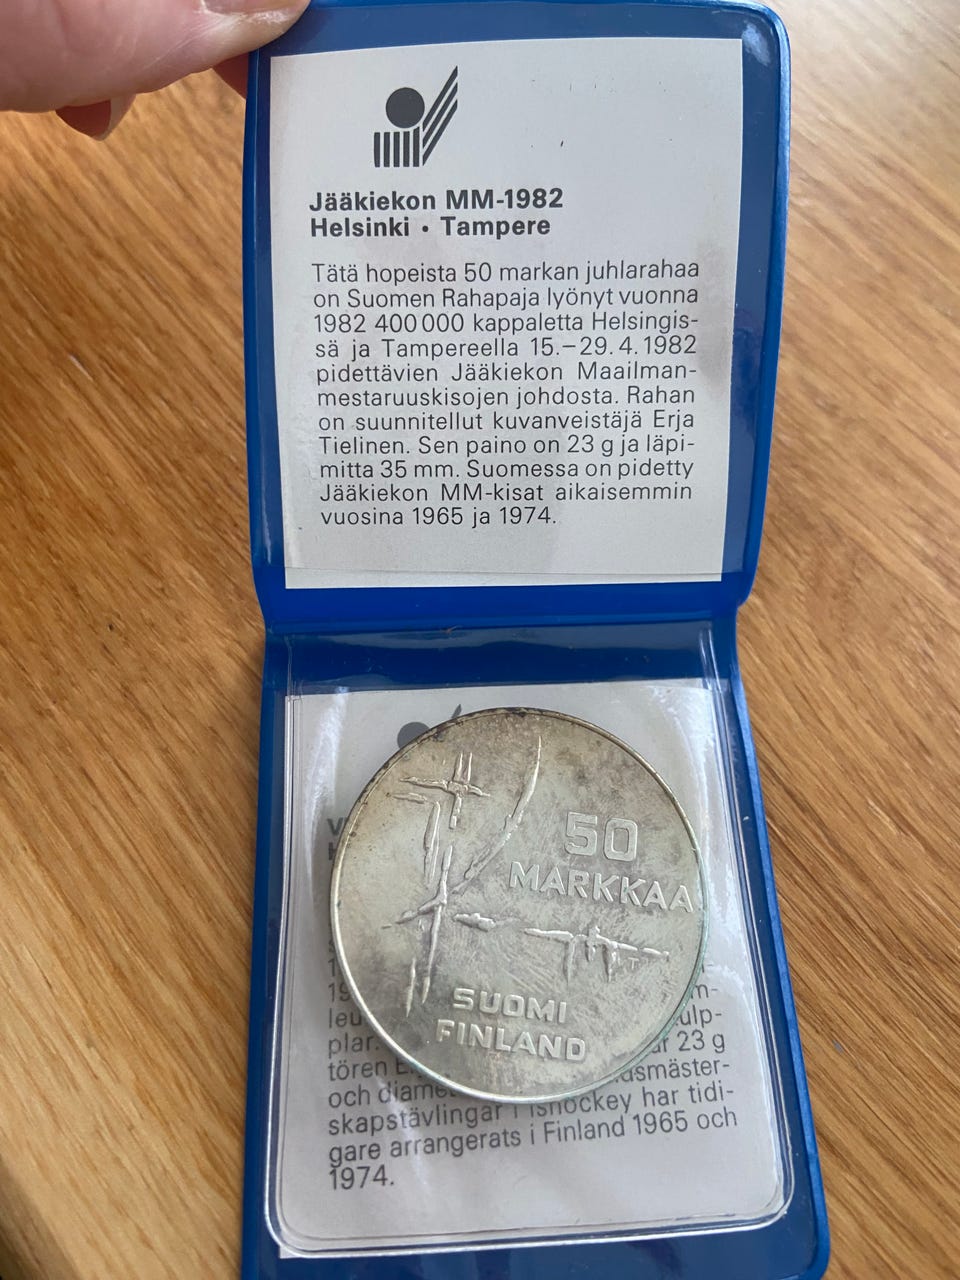 Jääkiekon MM-1982
Helsinki • Tampere
Tätä hopeista 50 markan juhlarahaa
on Suomen Rahapaja lyönyt vuonna
1982 400 000 kappaletta Helsingis-
sä ja Tampereella 15.–29.4.1982
pidettävien Jääkiekon Maailman-
mestaruuskisojen johdosta. Rahan
on suunnitellut kuvanveistäjä Erja
Tielinen. Sen paino on 23 g ja läpi-
mitta 35 mm. Suomessa on pidetty
Jääkiekon MM-kisat aikaisemmin
vuosina 1965 ja 1974.
50
MARKKAA
T
SUOMI
FINLAND
leu
plar. 23 g
tören
och
skapstävlingar i ishockey har tidi-
gare arrangerats i Finland 1965 och
1974.